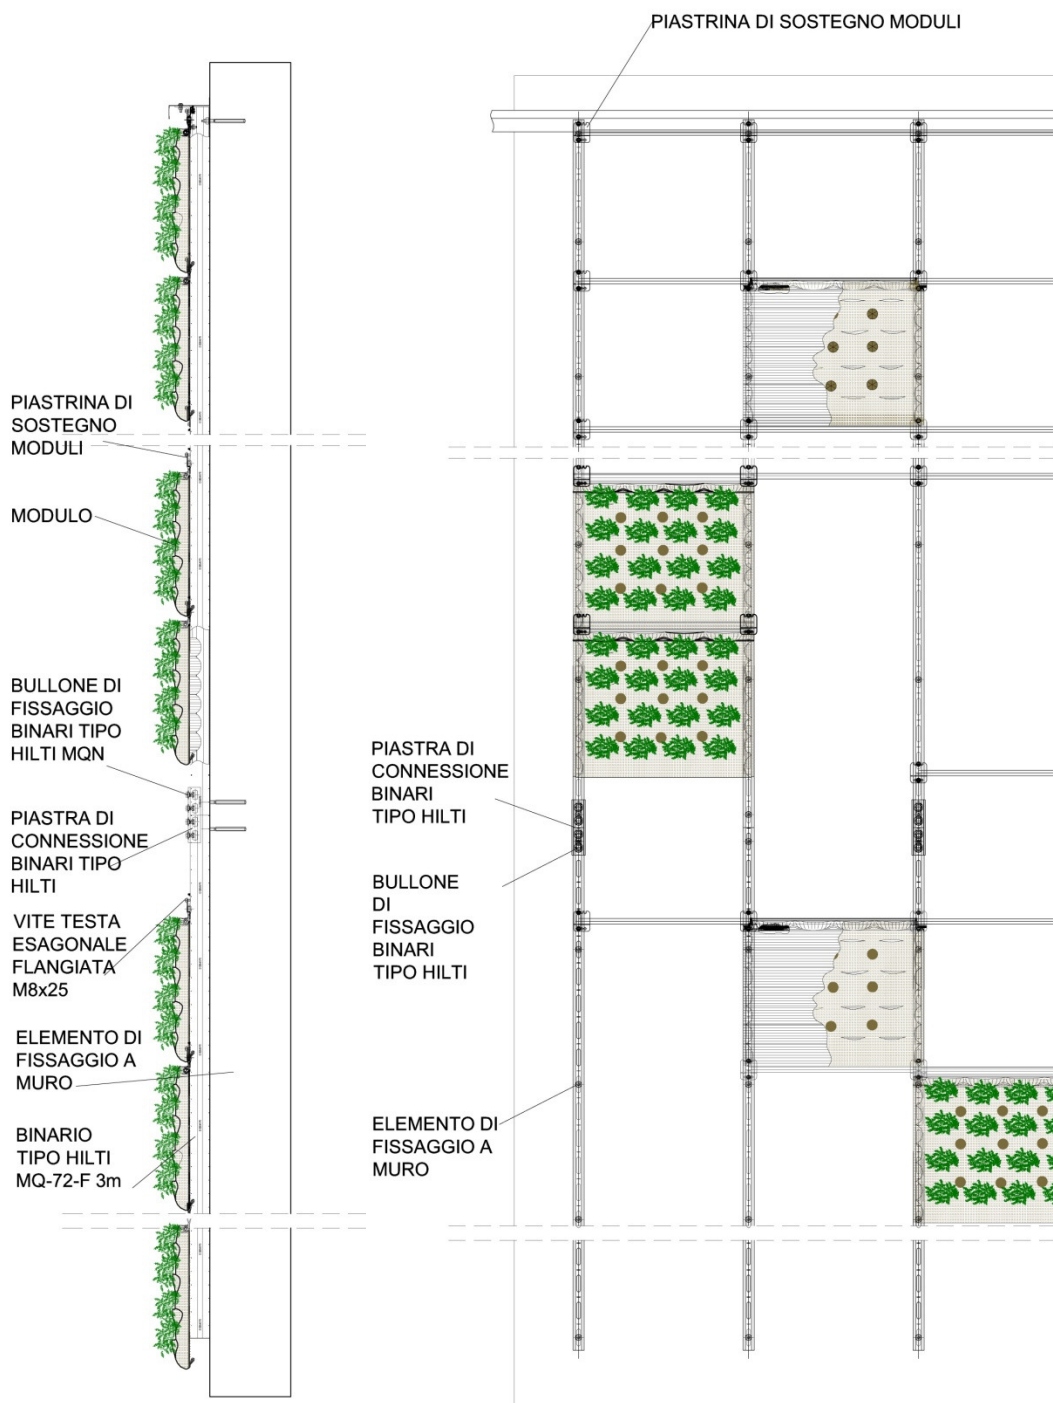 PIASTRINA DI SOSTEGNO MODULI
PIASTRINA DI
SOSTEGNO
MODULI
MODULO
BULLONE DI
FISSAGGIO
BINARI TIPO
HILTI MQN
PIASTRA DI
CONNESSIONE
BINARI TIPO
HILTI
VITE TESTA
ESAGONALE
FLANGIATA
M8x25
ELEMENTO DI
FISSAGGIO A
MURO
BINARIO
TIPO HILTI
MQ-72-F 3m
PIASTRA DI
CONNESSIONE
BINARI
TIPO HILTI
BULLONE
DI
FISSAGGIO
BINARI
TIPO HILTI
ELEMENTO DI
FISSAGGIO A
MURO